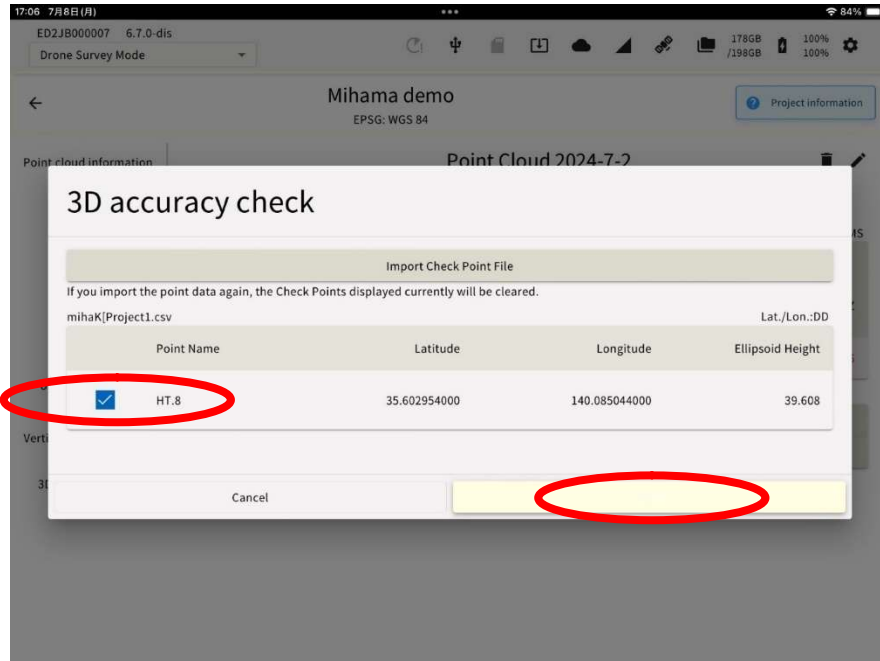 17:06 7月8日(月) 84%
ED2JB000007 6.7.0-dis
Drone Survey Mode
178GB
/198GB
100%
100%
Mihama demo
EPSG: WGS 84
Project information
Point cloud information
Point Cloud 2024-7-2
3D accuracy check
Import Check Point File
If you import the point data again, the Check Points displayed currently will be cleared.
mihaK[Project1.csv Lat./Lon.:DD
Point Name Latitude Longitude Ellipsoid Height
HT.8 35.602954000 140.085044000 39.608
Cancel